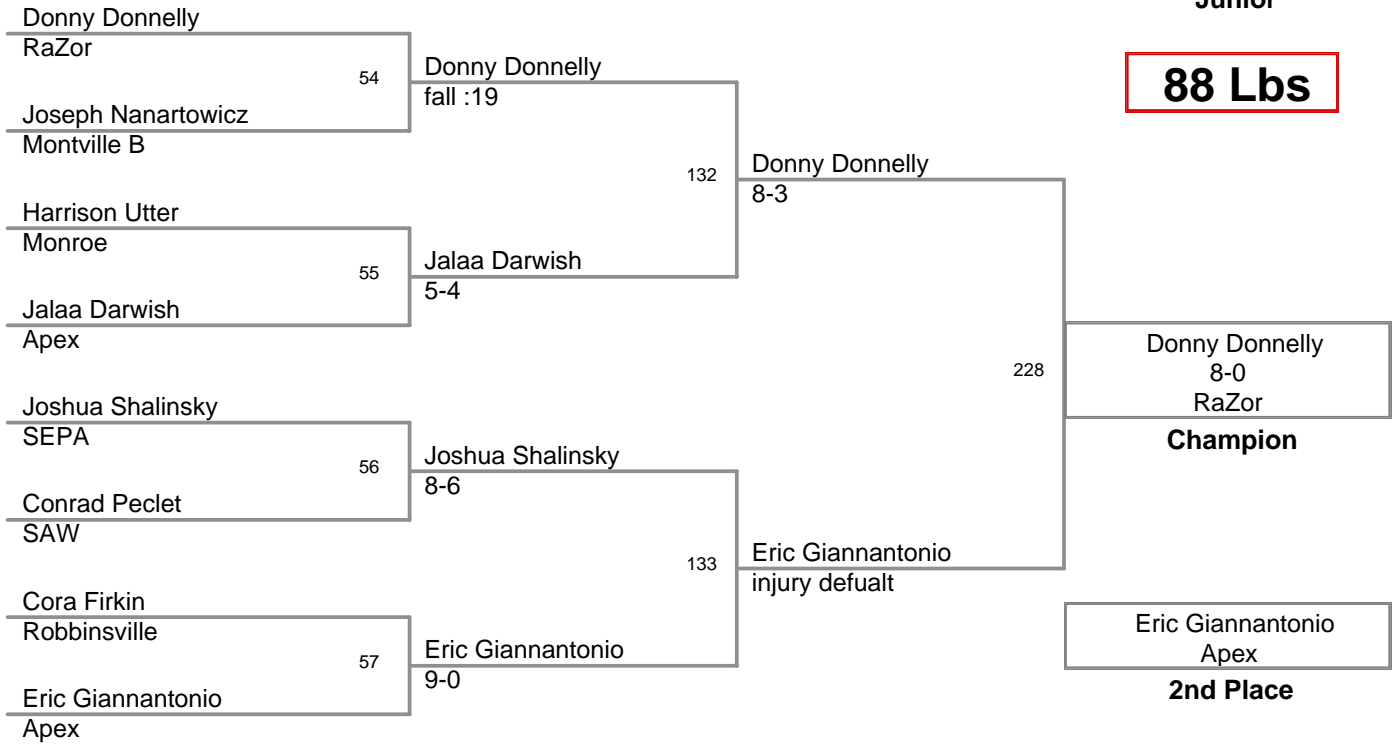 Junior
88 Lbs
Donny Donnelly
RaZor
54
Joseph Nanartowicz
Montville B
Harrison Utter
Monroe
55
Jalaa Darwish
Apex
Joshua Shalinsky
SEPA
56
Conrad Peclet
SAW
Cora Firkin
Robbinsville
57
Eric Giannantonio
Apex
Donny Donnelly
fall :19
132
Jalaa Darwish
5-4
Joshua Shalinsky
8-6
133
Eric Giannantonio
9-0
Donny Donnelly
8-3
228
Eric Giannantonio
injury defualt
Donny Donnelly
8-0
RaZor
Champion
Eric Giannantonio
Apex
2nd Place